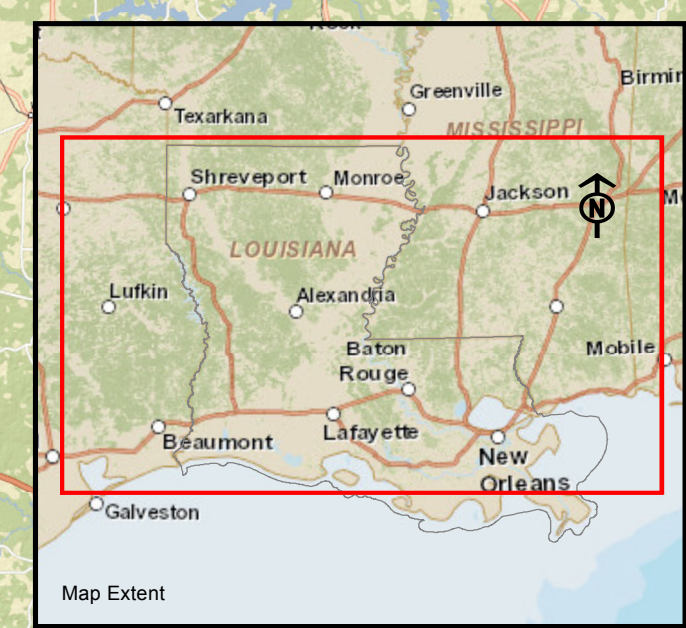 Greenville
Texarkana
MISSISSIPPI
Shreveport
Monroe
Jackson
N
LOUISIANA
Lufkin
Alexandria
Baton
Rouge
Mobile
Beaumont
Lafayette
New
Orleans
Galveston
Map Extent